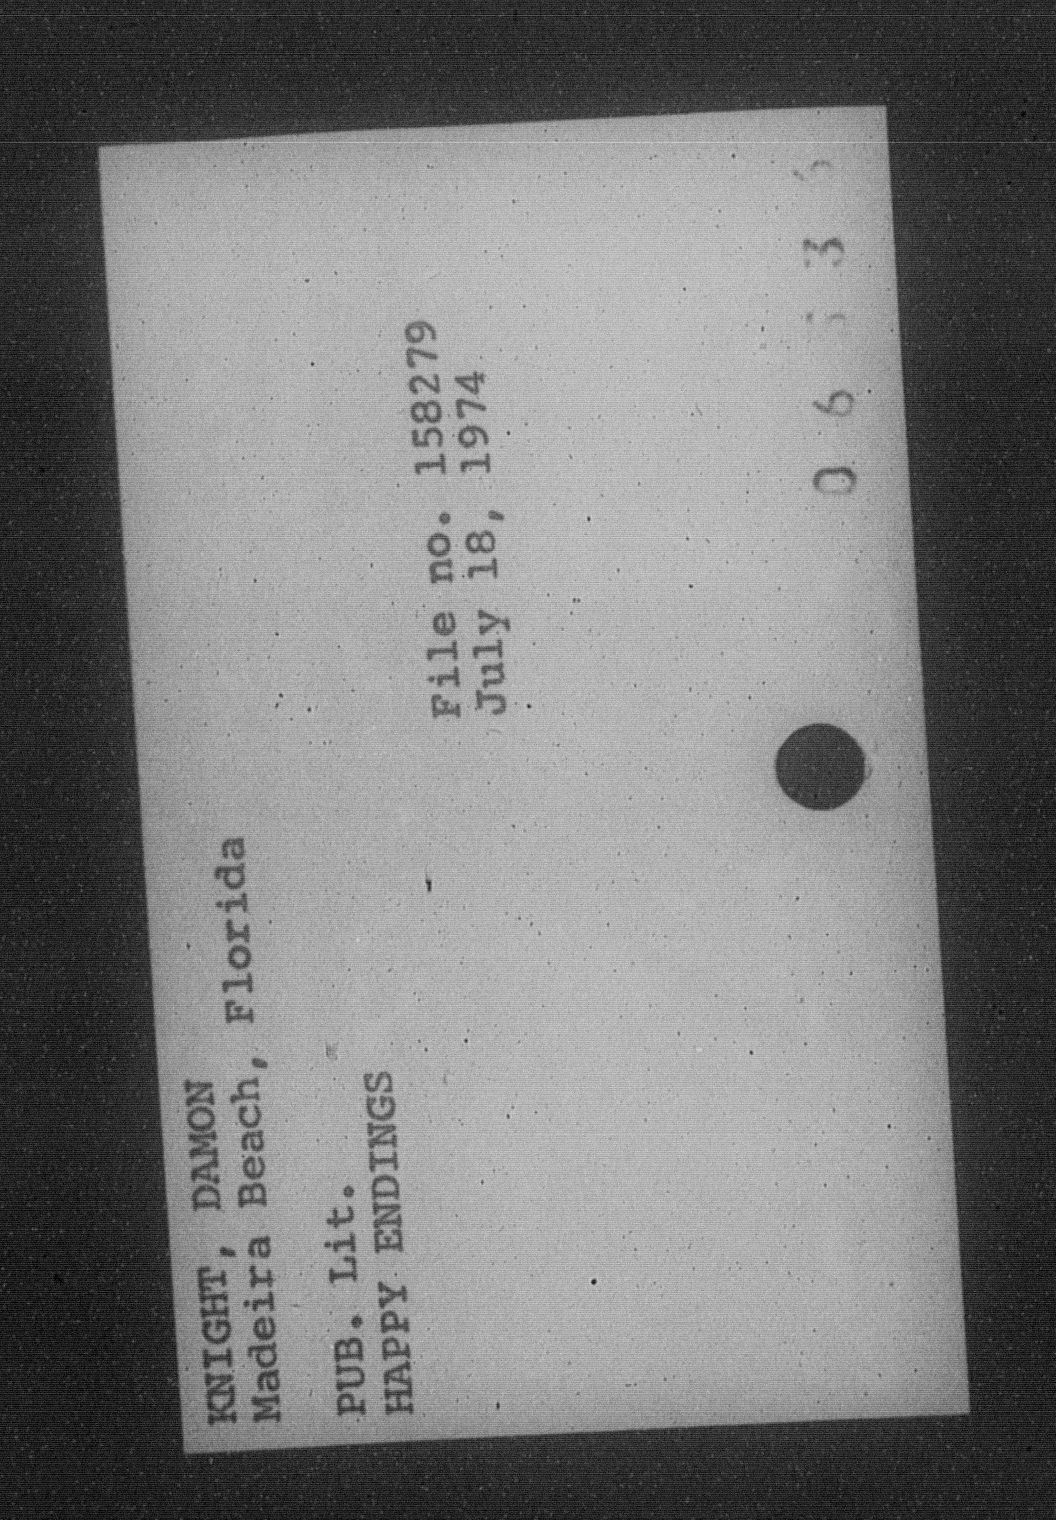 KNIGHT, DAMON
Madeira Beach, Florida
PUB. Lit.
HAPPY ENDINGS
File no. 158279
July 18, 1974